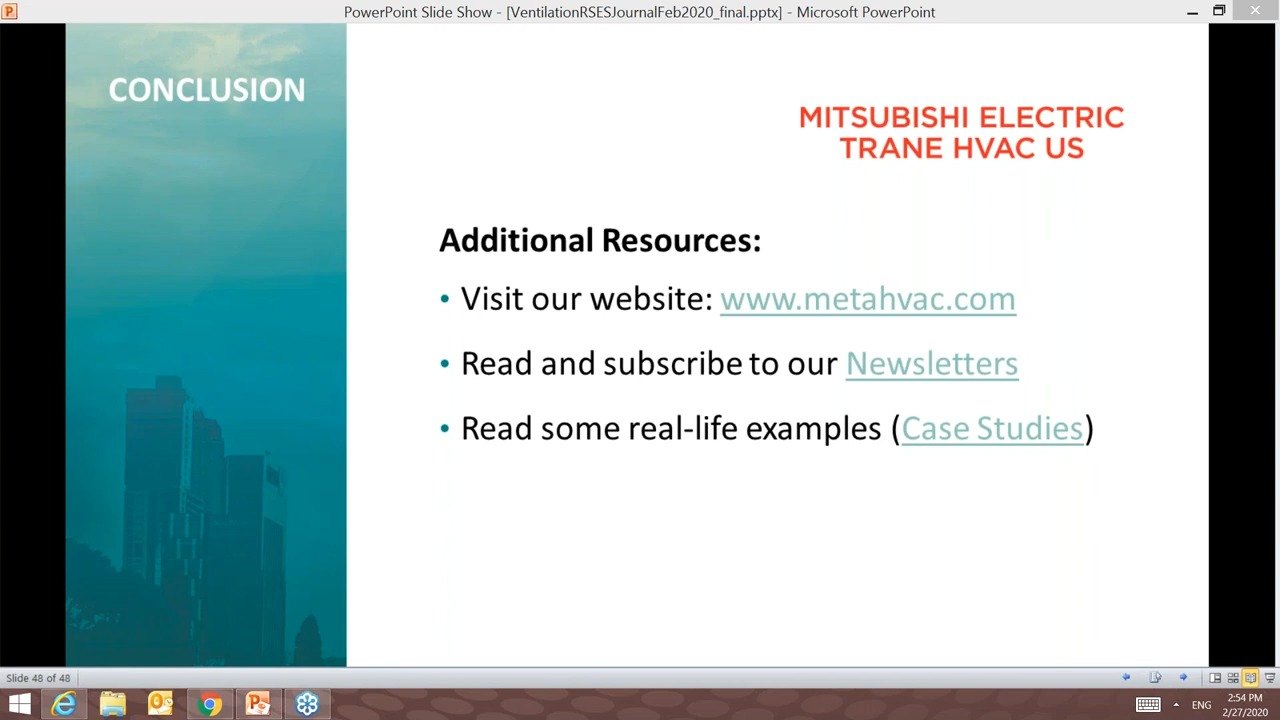 PowerPoint Slide Show - [VentilationRSESJournalFeb2020_final.pptx] - Microsoft PowerPoint
CONCLUSION
MITSUBISHI ELECTRIC
TRANE HVAC US
Additional Resources:
• Visit our website: www.metahvac.com
• Read and subscribe to our Newsletters
• Read some real-life examples (Case Studies)
Slide 48 of 48
ENG
2:54 PM
2/27/2020